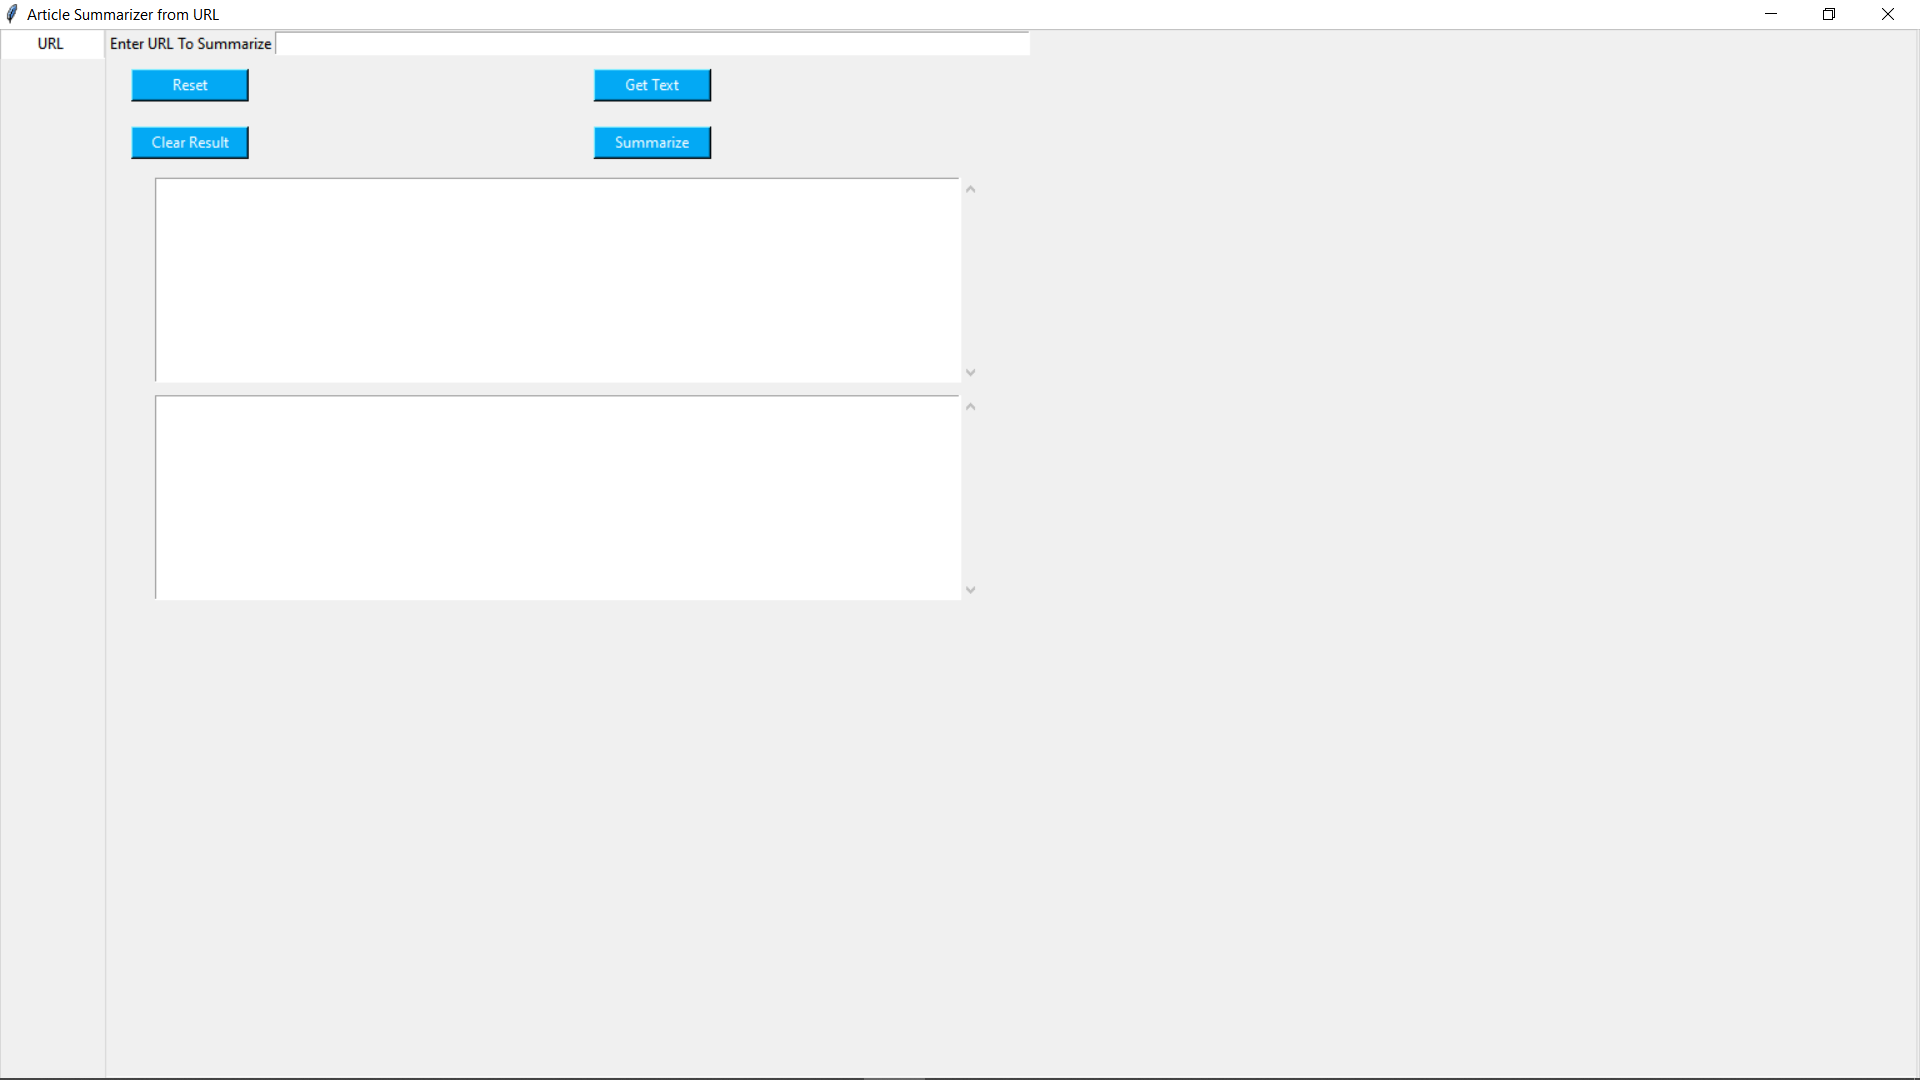 Article Summarizer from URL
URL
Enter URL To Summarize
Reset
Get Text
Clear Result
Summarize